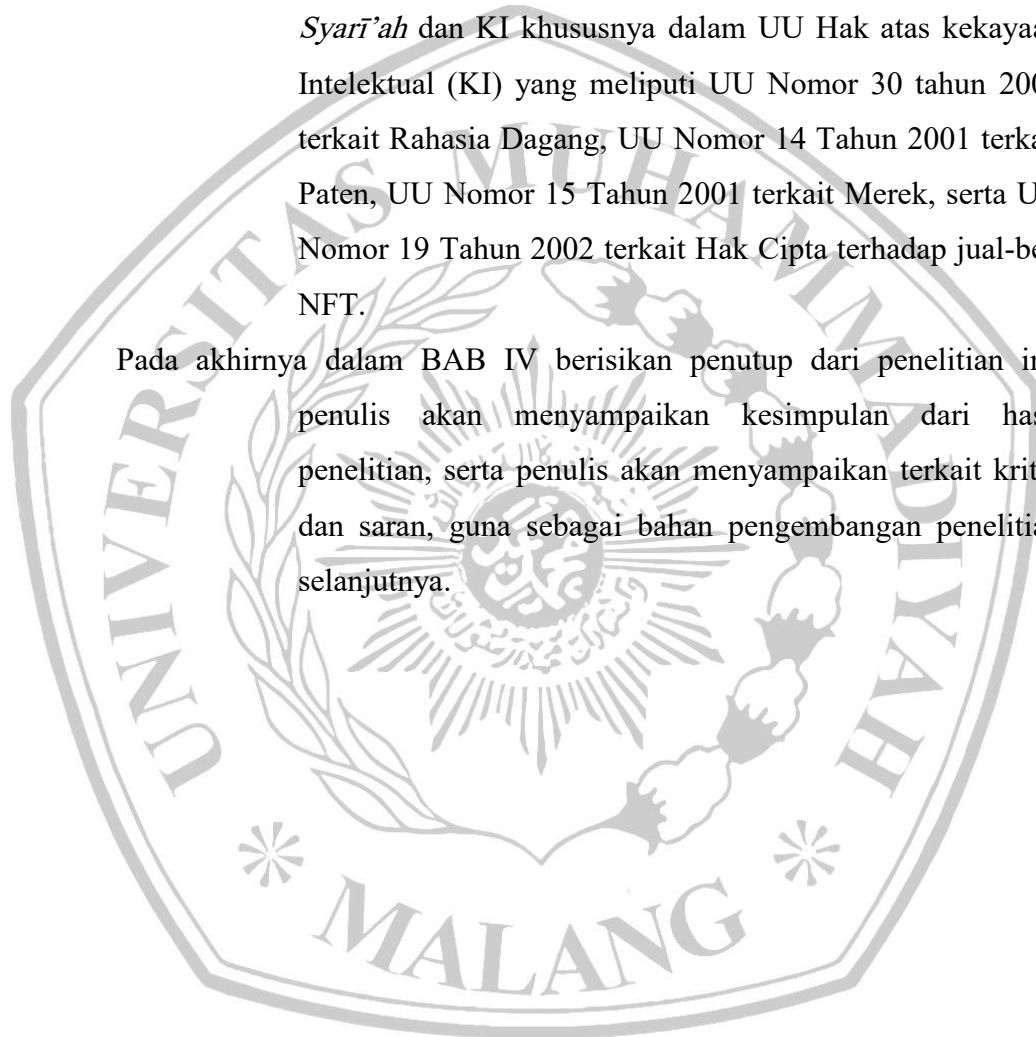 Syarī’ah dan KI khususnya dalam UU Hak atas kekayaa
Intelektual (KI) yang meliputi UU Nomor 30 tahun 200
terkait Rahasia Dagang, UU Nomor 14 Tahun 2001 terka
Paten, UU Nomor 15 Tahun 2001 terkait Merek, serta U
Nomor 19 Tahun 2002 terkait Hak Cipta terhadap jual-be
NFT.
Pada akhirnya dalam BAB IV berisikan penutup dari penelitian in
penulis akan menyampaikan kesimpulan dari has
penelitian, serta penulis akan menyampaikan terkait krit
dan saran, guna sebagai bahan pengembangan penelitia
selanjutnya.
UNIVERSITAS MUHAMMADIYAH
MALANG